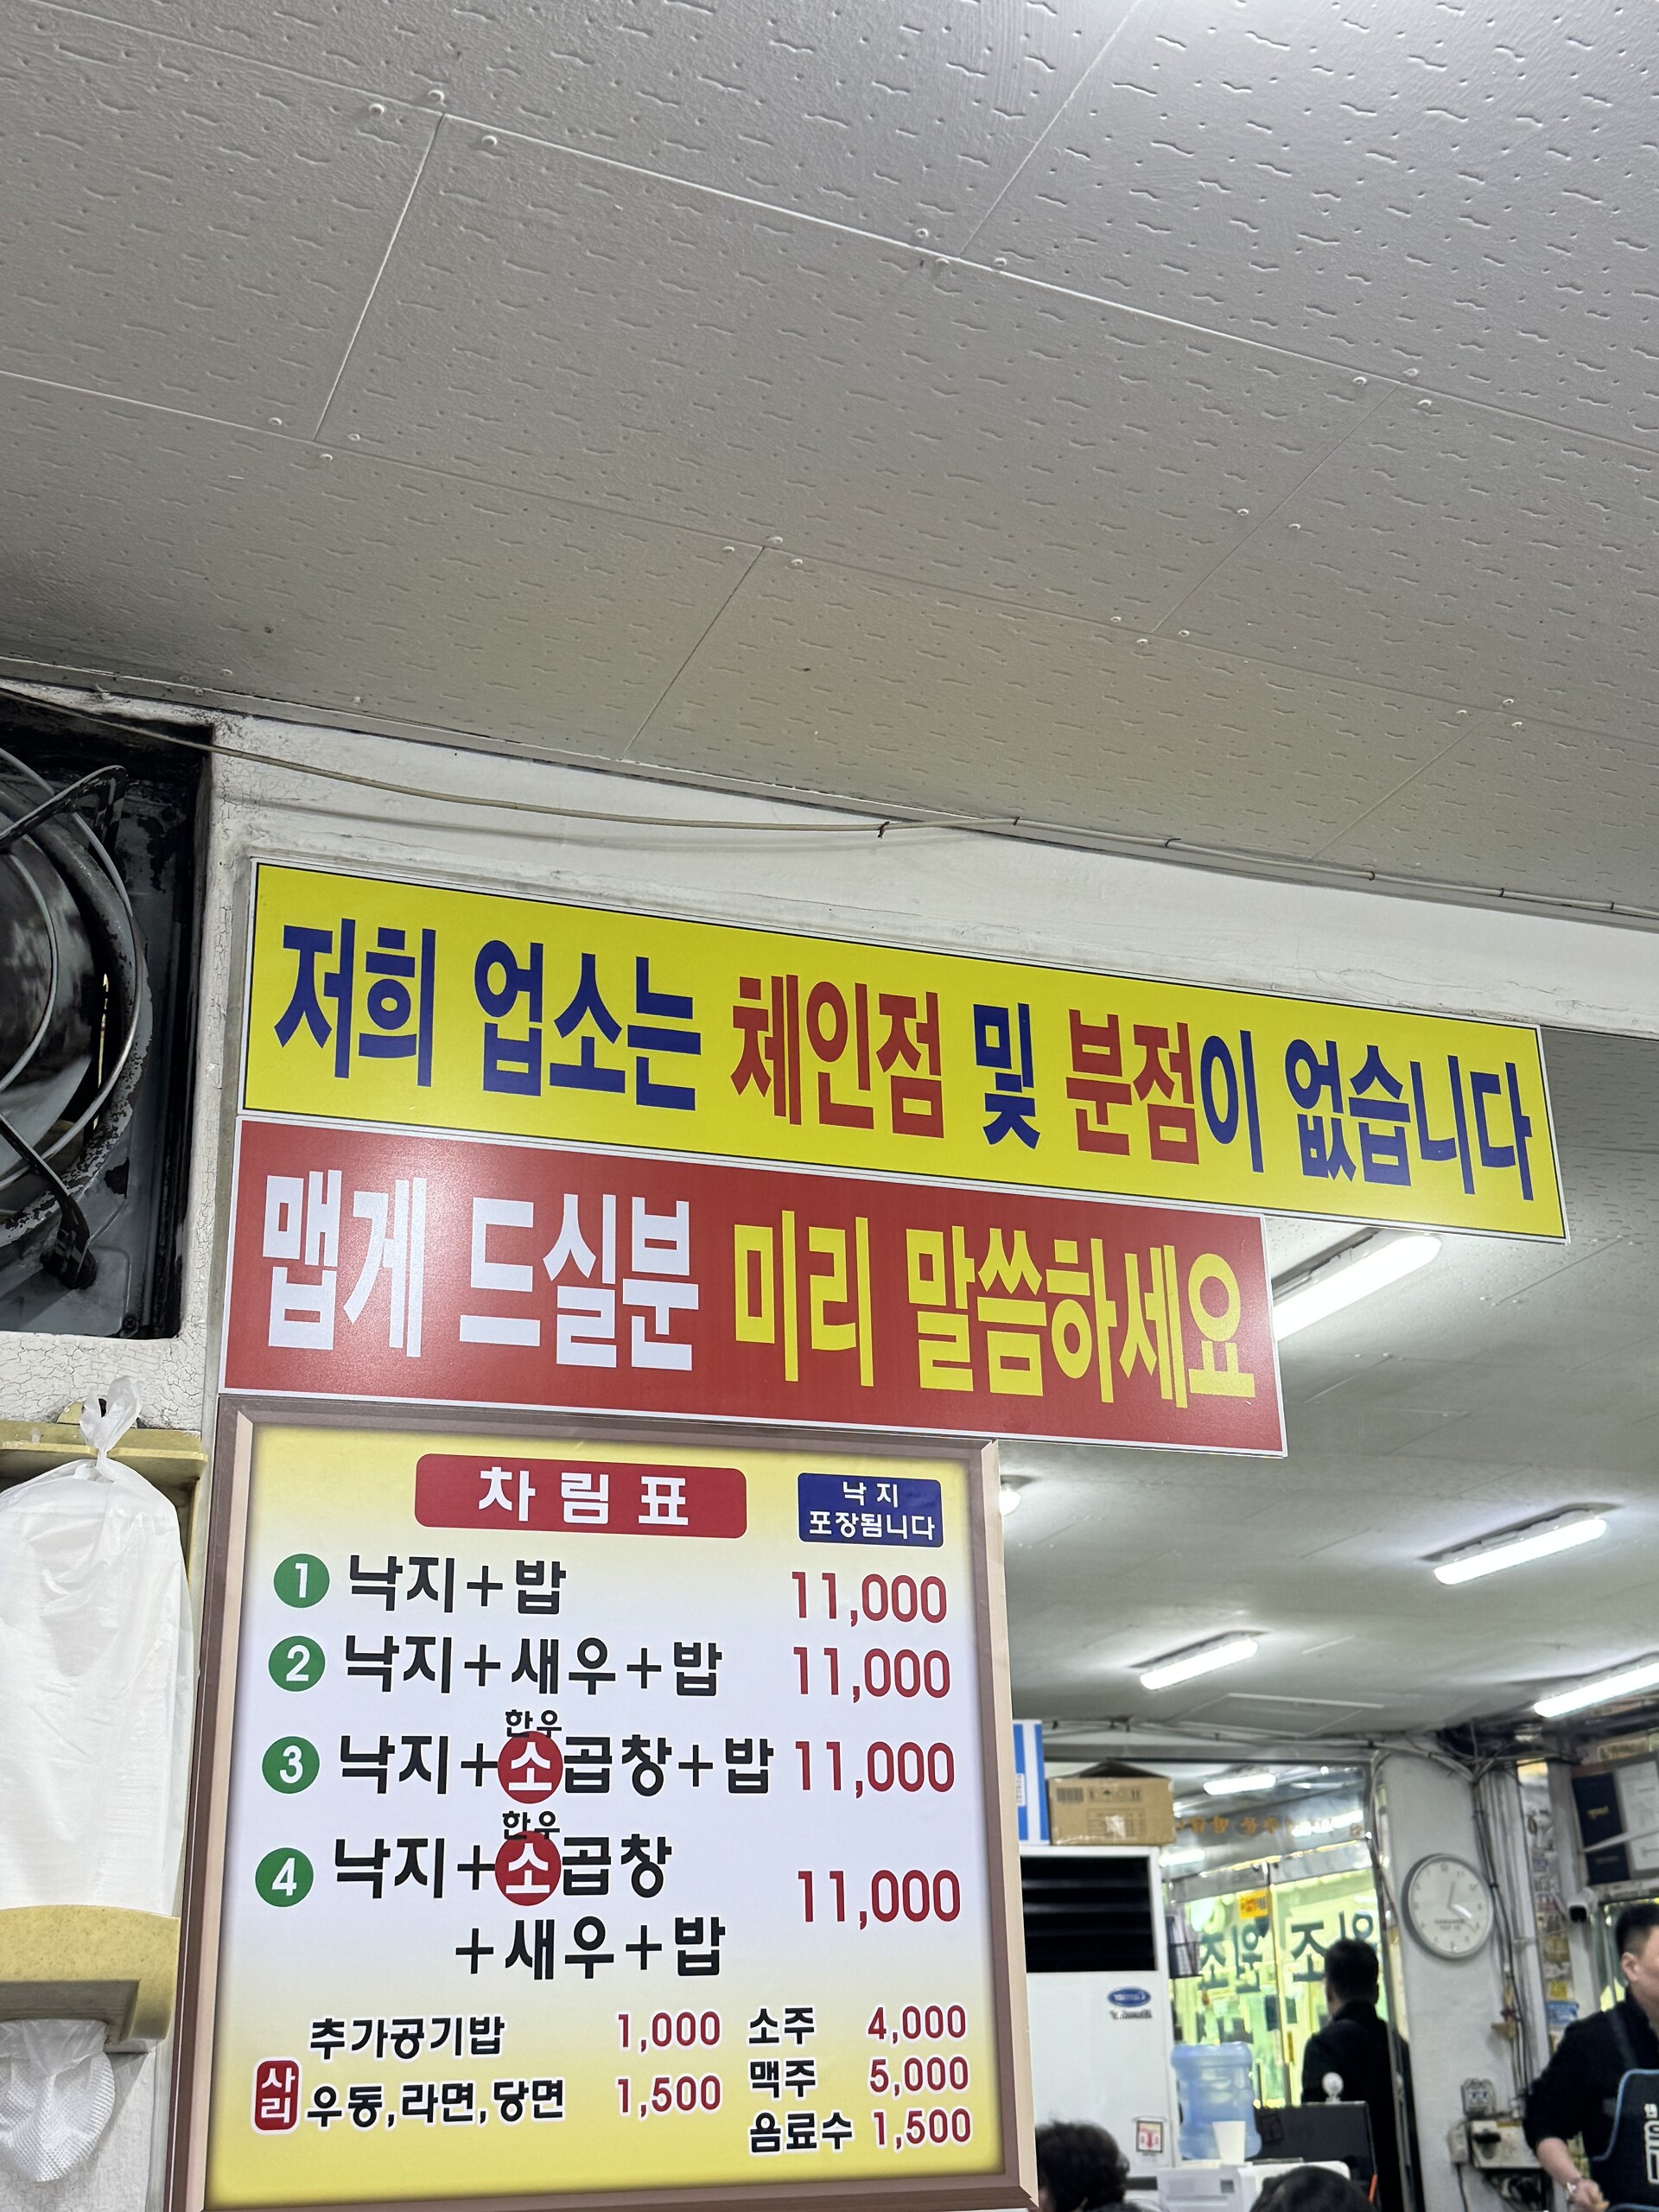 저희 업소는 체인점 및 분점이 없습니다
맵게 드실분 미리 말씀하세요
차림표
낙지
포장됩니다
1 낙지+밥 11,000
2 낙지+새우+밥 11,000
한우
3 낙지+소곱창+밥 11,000
한우
4 낙지+소곱창
+새우+밥 11,000
추가공기밥 1,000
사리 우동,라면,당면 1,500
소주 4,000
맥주 5,000
음료수 1,500
원조